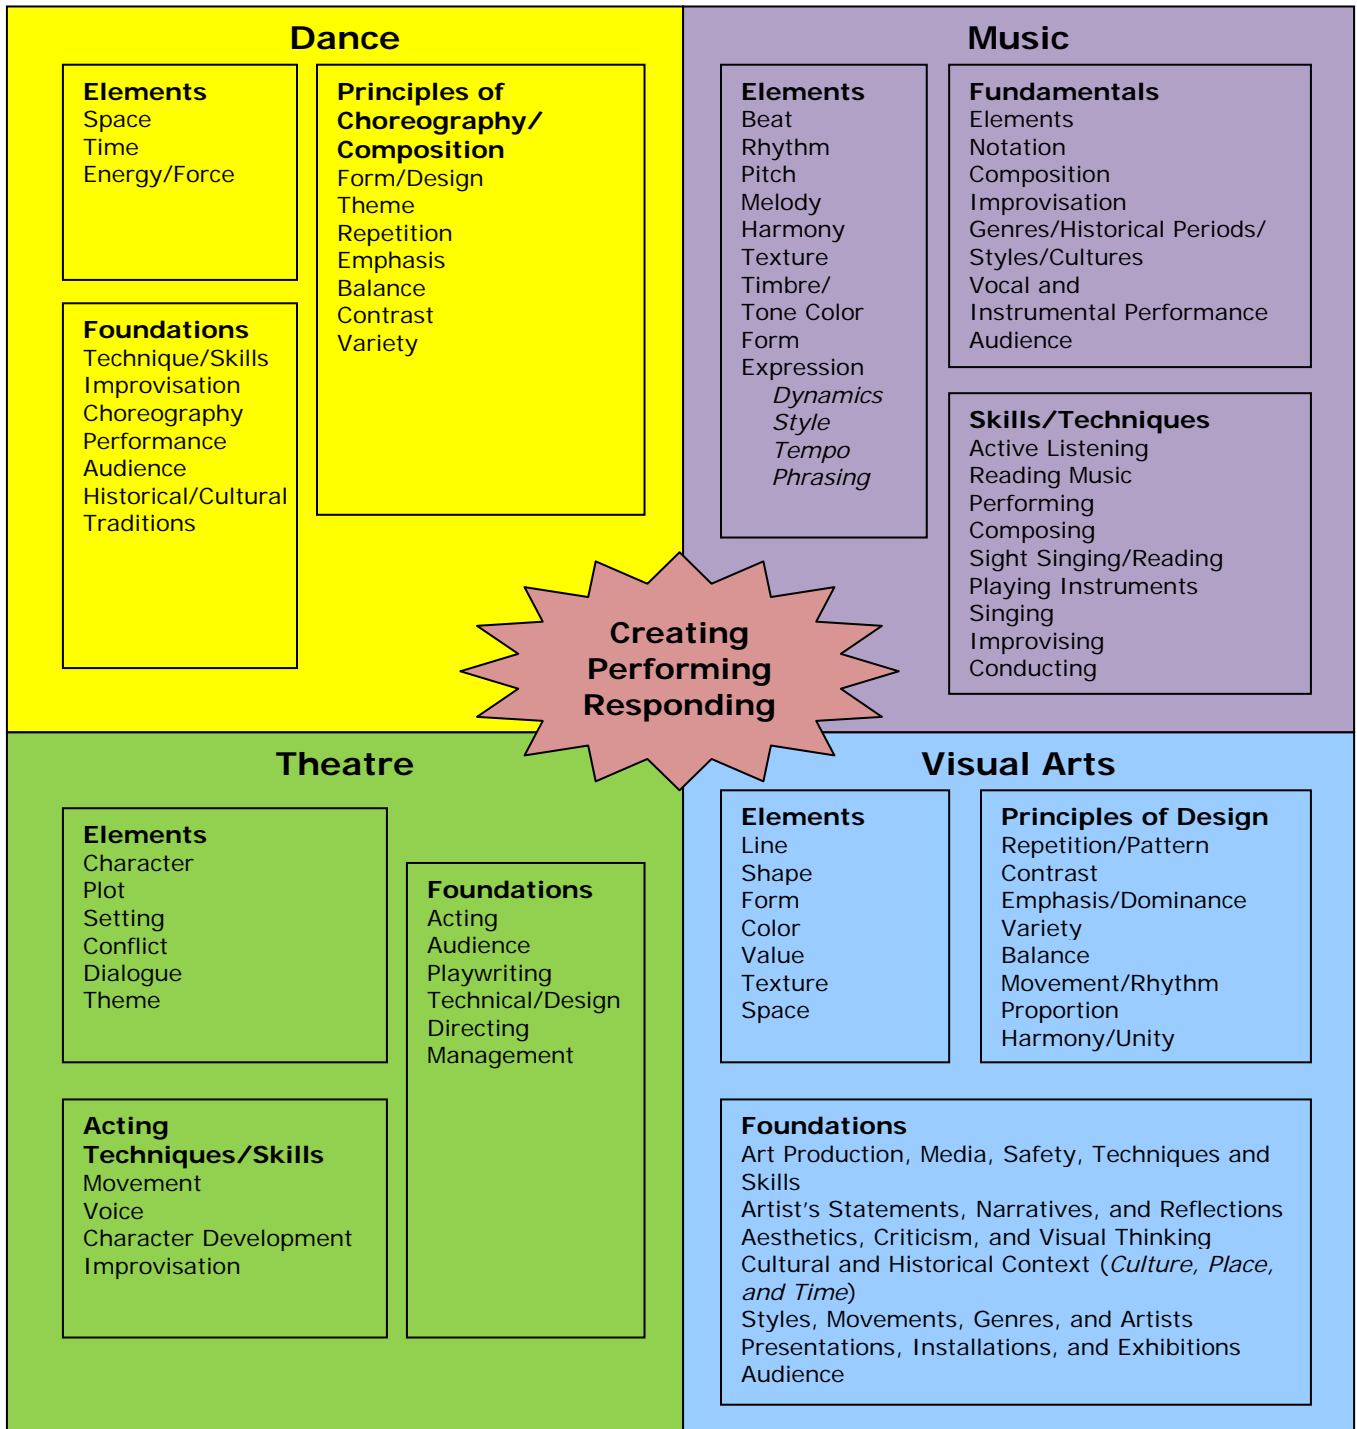 Dance
Elements
Space
Time
Energy/Force
Principles of
Choreography/
Composition
Form/Design
Theme
Repetition
Emphasis
Balance
Contrast
Variety
Foundations
Technique/Skills
Improvisation
Choreography
Performance
Audience
Historical/Cultural
Traditions
Music
Elements
Beat
Rhythm
Pitch
Melody
Harmony
Texture
Timbre/
Tone Color
Form
Expression
Dynamics
Style
Tempo
Phrasing
Fundamentals
Elements
Notation
Composition
Improvisation
Genres/Historical Periods/
Styles/Cultures
Vocal and
Instrumental Performance
Audience
Skills/Techniques
Active Listening
Reading Music
Performing
Composing
Sight Singing/Reading
Playing Instruments
Singing
Improvising
Conducting
Creating
Performing
Responding
Theatre
Elements
Character
Plot
Setting
Conflict
Dialogue
Theme
Foundations
Acting
Audience
Playwriting
Technical/Design
Directing
Management
Acting
Techniques/Skills
Movement
Voice
Character Development
Improvisation
Visual Arts
Elements
Line
Shape
Form
Color
Value
Texture
Space
Principles of Design
Repetition/Pattern
Contrast
Emphasis/Dominance
Variety
Balance
Movement/Rhythm
Proportion
Harmony/Unity
Foundations
Art Production, Media, Safety, Techniques and
Skills
Artist's Statements, Narratives, and Reflections
Aesthetics, Criticism, and Visual Thinking
Cultural and Historical Context (Culture, Place,
and Time)
Styles, Movements, Genres, and Artists
Presentations, Installations, and Exhibitions
Audience